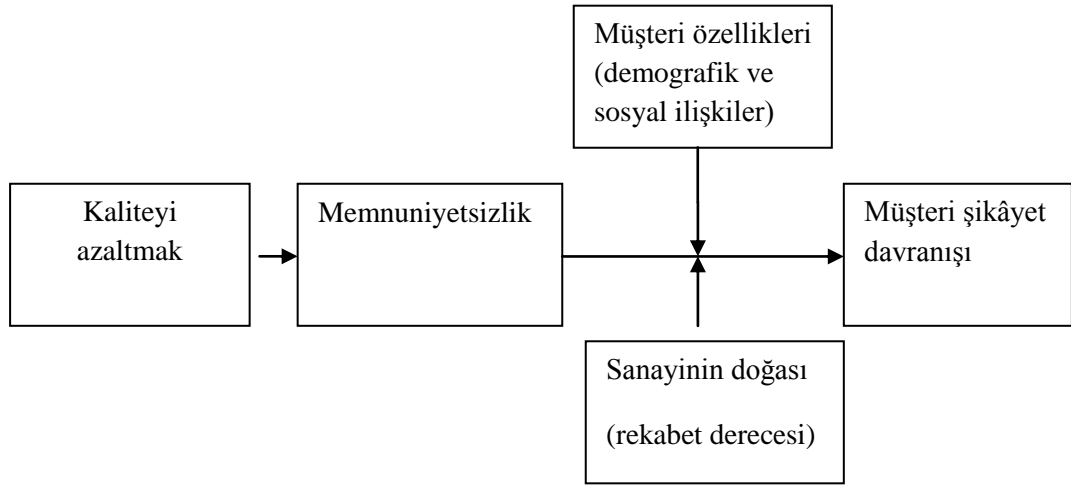 Müşteri özellikleri
(demografik ve
sosyal ilişkiler)
Kaliteyi
azaltmak
Memnuniyetsizlik
Müşteri şikâyet
davranışı
Sanayinin doğası
(rekabet derecesi)